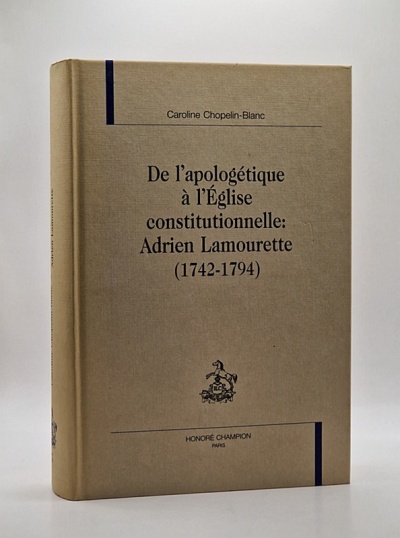 Caroline Chopelin-Blanc
De l'apologétique
à l'Église
constitutionnelle:
Adrien Lamourette
(1742-1794)
HONORÉ CHAMPION
PARIS